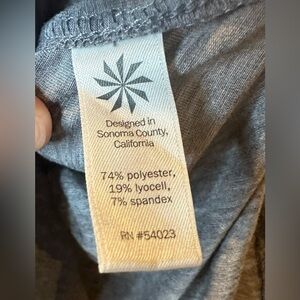 Designed in
Sonoma County,
California
74% polyester,
19% lyocell,
7% spandex
RN #54023